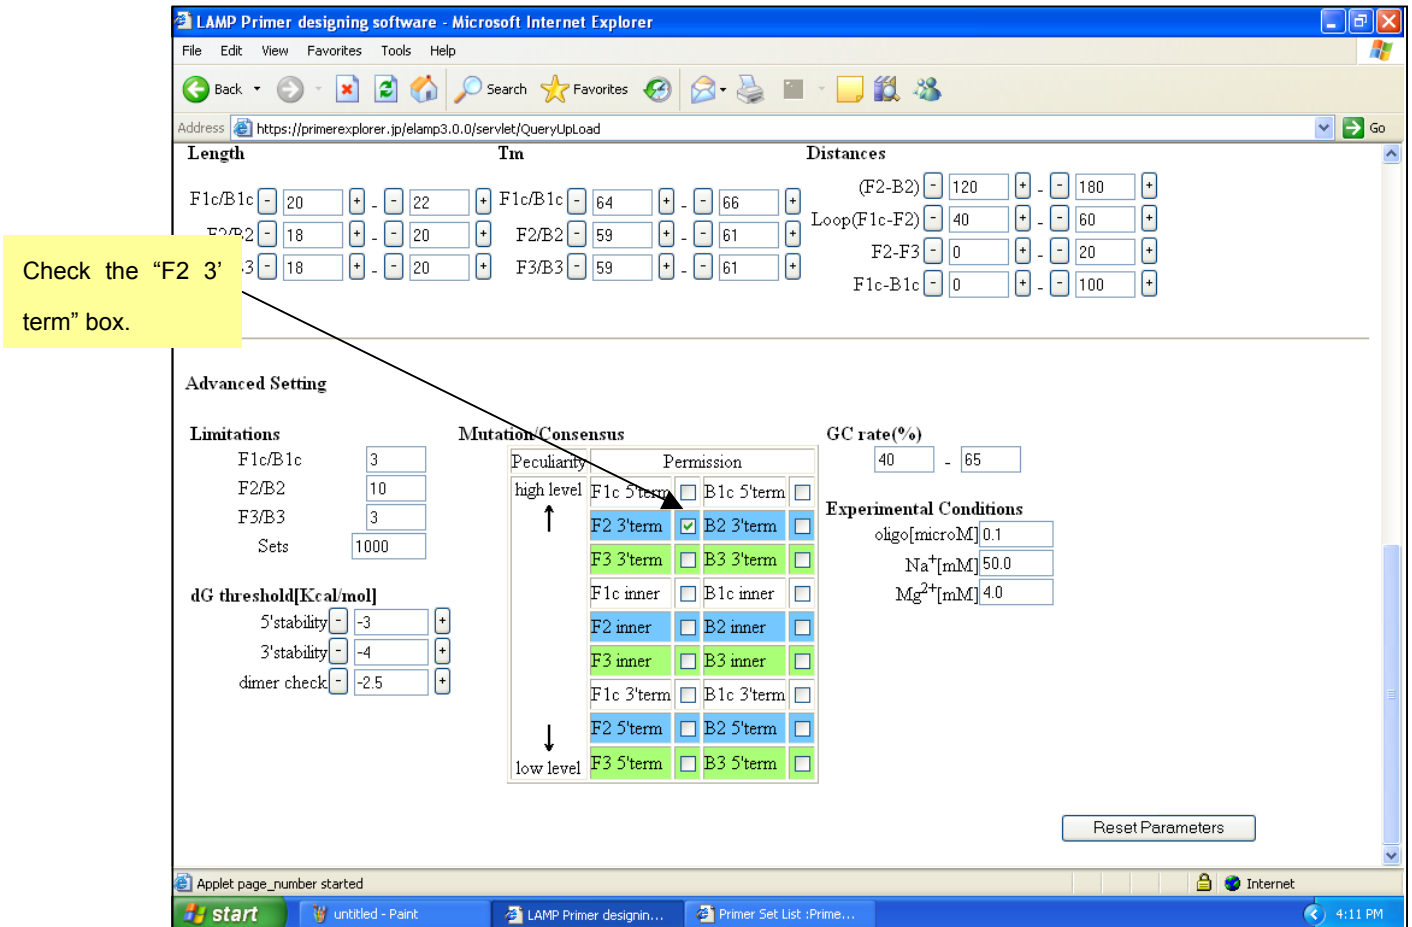 LAMP Primer designing software - Microsoft Internet Explorer
File Edit View Favorites Tools Help
Back Search Favorites
Address https://primerexplorer.jp/elamp3.0.0/servlet/QueryUpLoad Go
Length Tm Distances
(F2-B2) - 120 + - - 180 +
F1c/B1c - 20 + - - 22 + F1c/B1c - 64 + - - 66 +
Loop(F1c-F2) - 40 + - - 60 +
F2/B2 - 18 + - - 20 + F2/B2 - 59 + - - 61 +
F2-F3 - 0 + - - 20 +
3 - 18 + - - 20 + F3/B3 - 59 + - - 61 +
F1c-B1c - 0 + - - 100 +
Check the “F2 3’
term” box.
Advanced Setting
Limitations
F1c/B1c 3
F2/B2 10
F3/B3 3
Sets 1000
dG threshold[Kcal/mol]
5'stability - -3 +
3'stability - -4 +
dimer check - -2.5 +
Mutation/Consensus
Peculiarity Permission
high level F1c 5'term B1c 5'term
F2 3'term B2 3'term
F3 3'term B3 3'term
F1c inner B1c inner
F2 inner B2 inner
F3 inner B3 inner
F1c 3'term B1c 3'term
F2 5'term B2 5'term
low level F3 5'term B3 5'term
GC rate(%)
40 - 65
Experimental Conditions
oligo[microM] 0.1
Na+[mM] 50.0
Mg2+[mM] 4.0
Reset Parameters
Applet page_number started Internet
start untitled - Paint LAMP Primer designin... Primer Set List :Prime... 4:11 PM